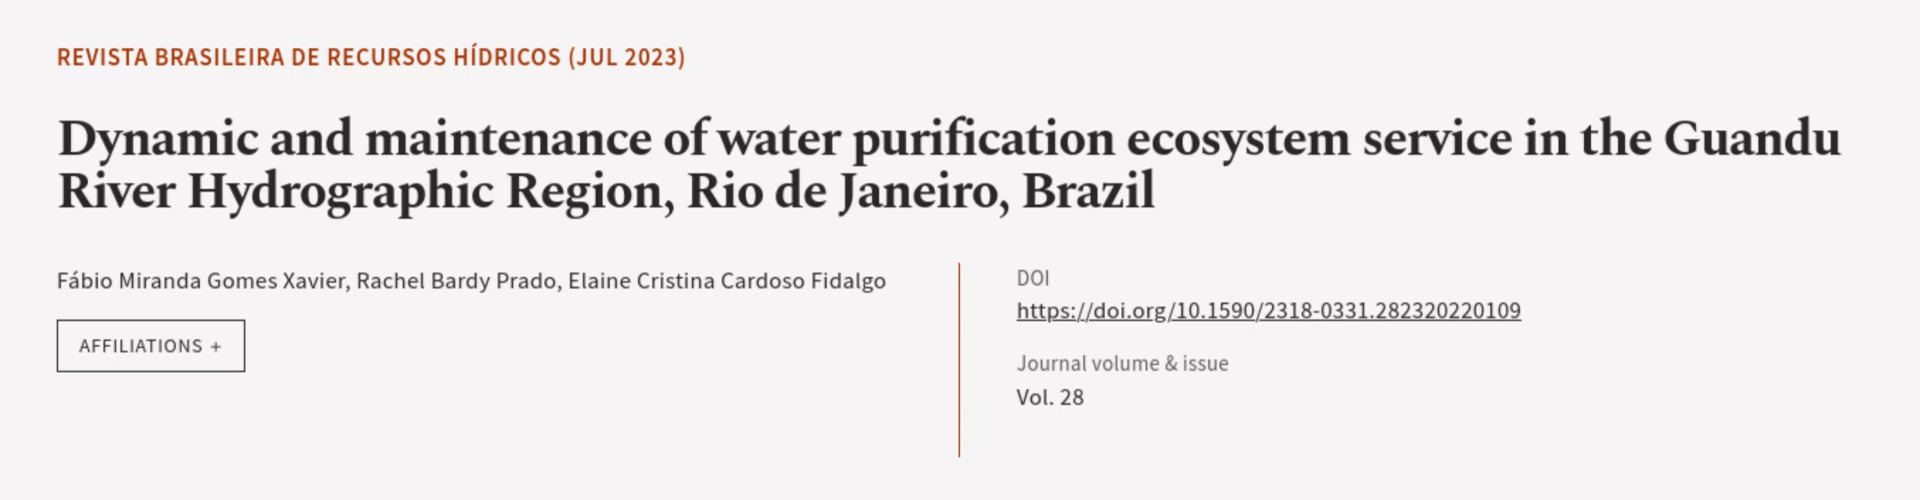 REVISTA BRASILEIRA DE RECURSOS HÍDRICOS (JUL 2023)
Dynamic and maintenance of water purification ecosystem service in the Guandu
River Hydrographic Region, Rio de Janeiro, Brazil
Fábio Miranda Gomes Xavier, Rachel Bardy Prado, Elaine Cristina Cardoso Fidalgo
AFFILIATIONS +
DOI
https://doi.org/10.1590/2318-0331.282320220109
Journal volume & issue
Vol. 28